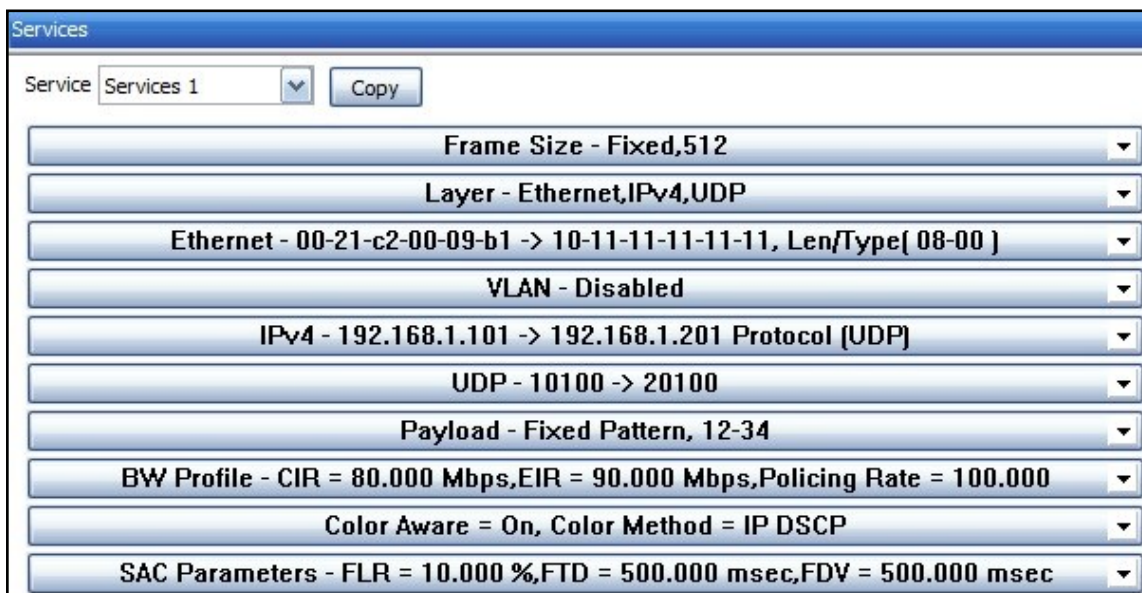 Services
Service Services 1 Copy
Frame Size - Fixed,512
Layer - Ethernet,IPv4,UDP
Ethernet - 00-21-c2-00-09-b1 -> 10-11-11-11-11-11, Len/Type( 08-00 )
VLAN - Disabled
IPv4 - 192.168.1.101 -> 192.168.1.201 Protocol (UDP)
UDP - 10100 -> 20100
Payload - Fixed Pattern, 12-34
BW Profile - CIR = 80.000 Mbps,EIR = 90.000 Mbps,Policing Rate = 100.000
Color Aware = On, Color Method = IP DSCP
SAC Parameters - FLR = 10.000 %,FTD = 500.000 msec,FDV = 500.000 msec